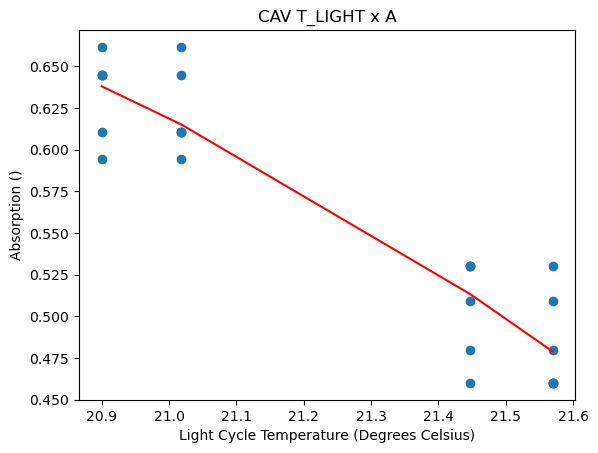 CAV T_LIGHT x A
Absorption ()
0.650
0.625
0.600
0.575
0.550
0.525
0.500
0.475
0.450
20.9 21.0 21.1 21.2 21.3 21.4 21.5 21.6
Light Cycle Temperature (Degrees Celsius)